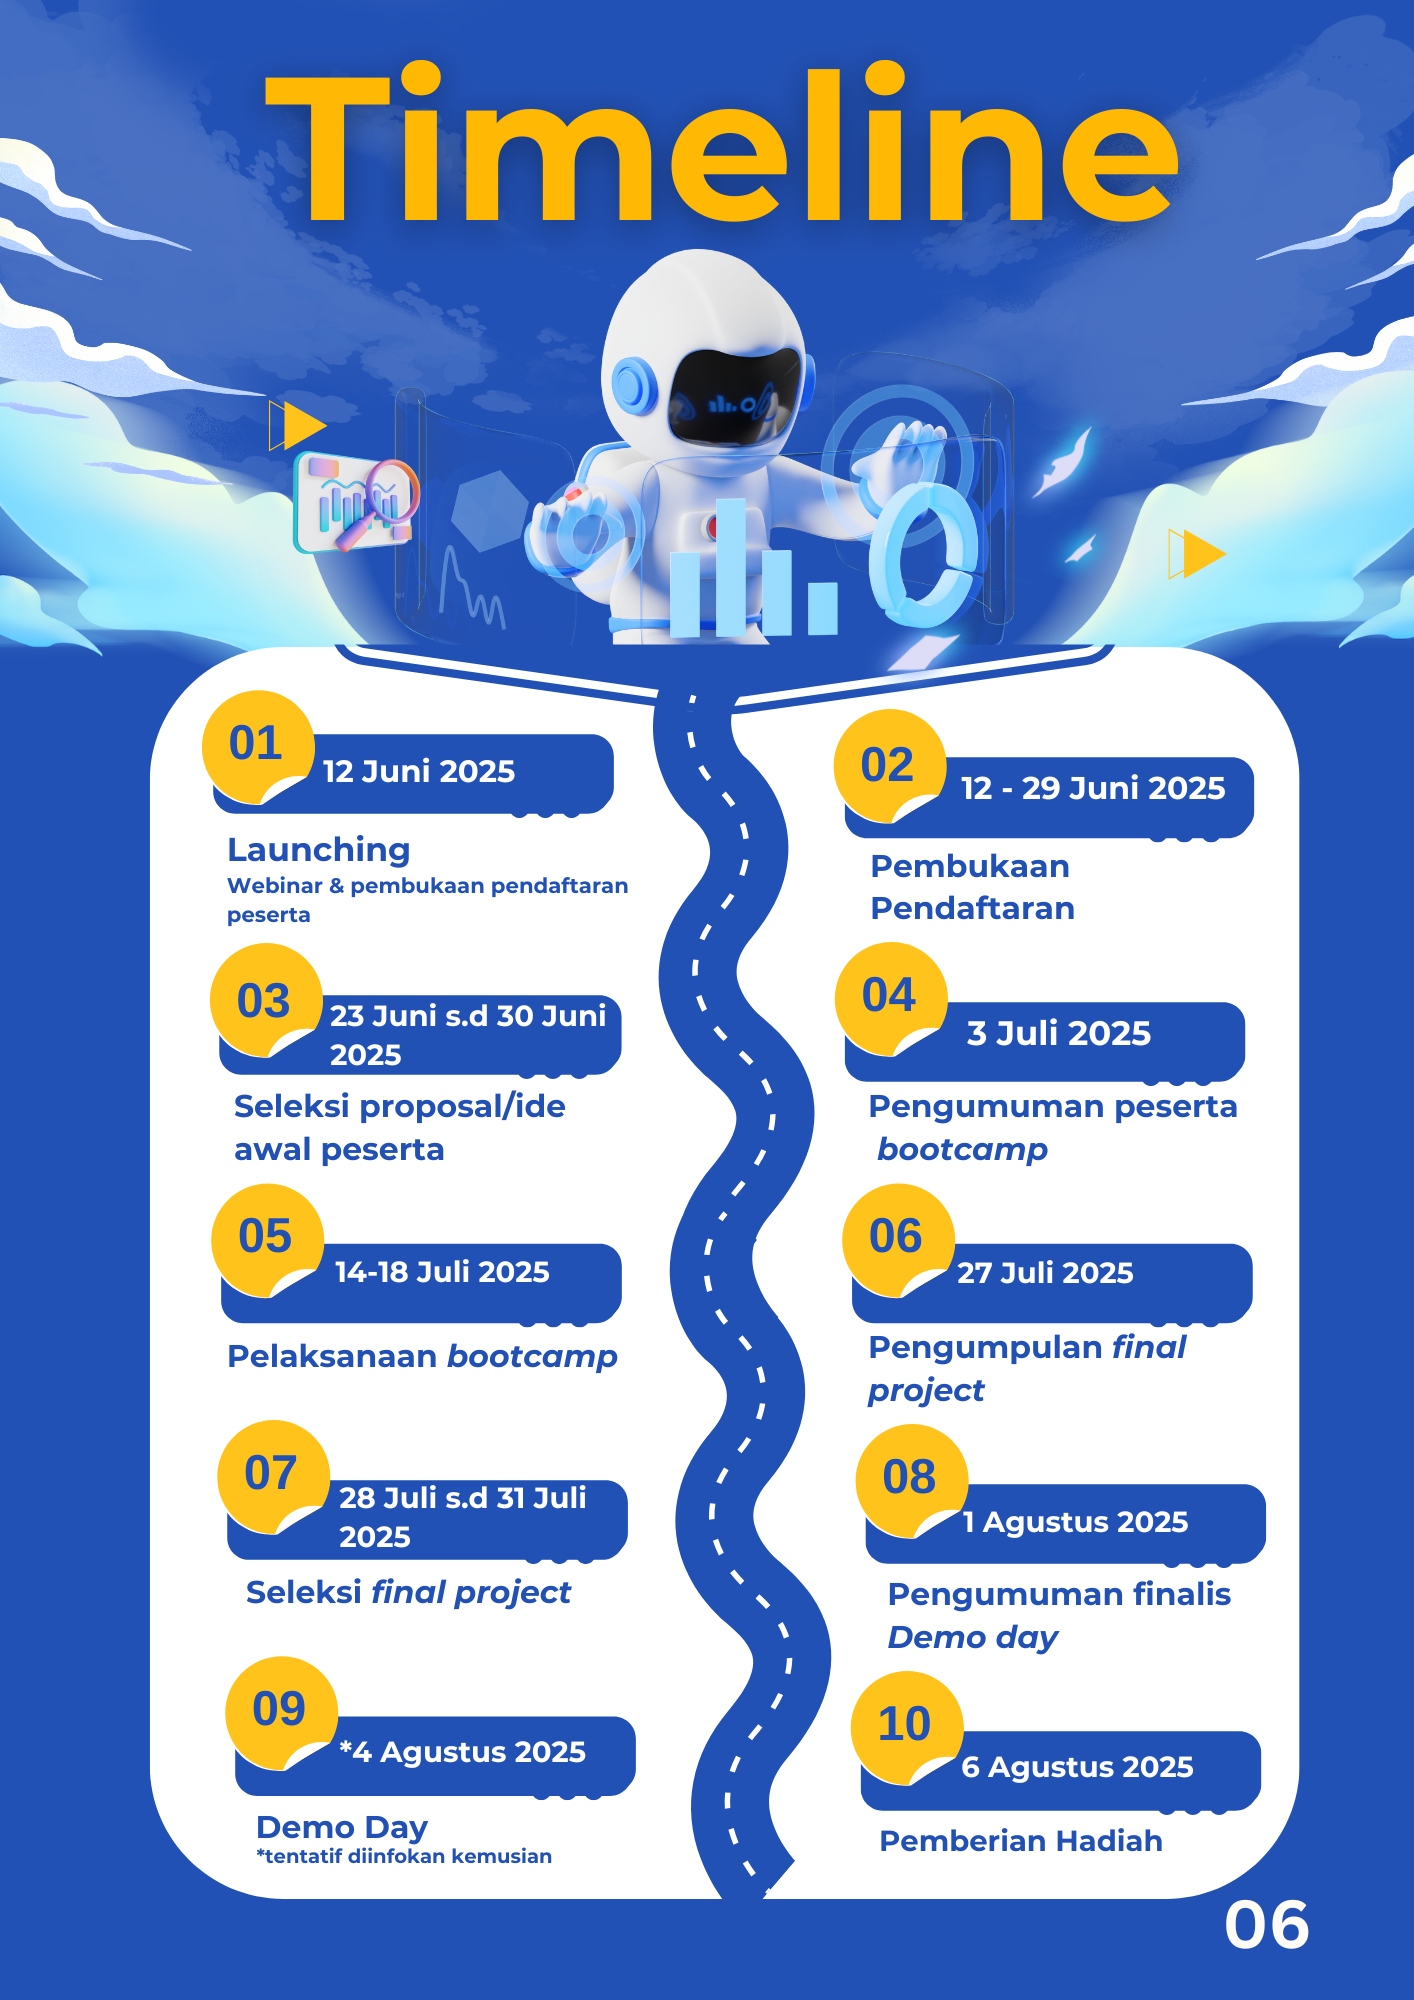 Timeline
01
12 Juni 2025
Launching
Webinar & pembukaan pendaftaran
peserta
02
12 - 29 Juni 2025
Pembukaan
Pendaftaran
03
23 Juni s.d 30 Juni
2025
Seleksi proposal/ide
awal peserta
04
3 Juli 2025
Pengumuman peserta
bootcamp
05
14-18 Juli 2025
Pelaksanaan bootcamp
06
27 Juli 2025
Pengumpulan final
project
07
28 Juli s.d 31 Juli
2025
Seleksi final project
08
1 Agustus 2025
Pengumuman finalis
Demo day
09
*4 Agustus 2025
Demo Day
*tentatif diinfokan kemusian
10
6 Agustus 2025
Pemberian Hadiah
06